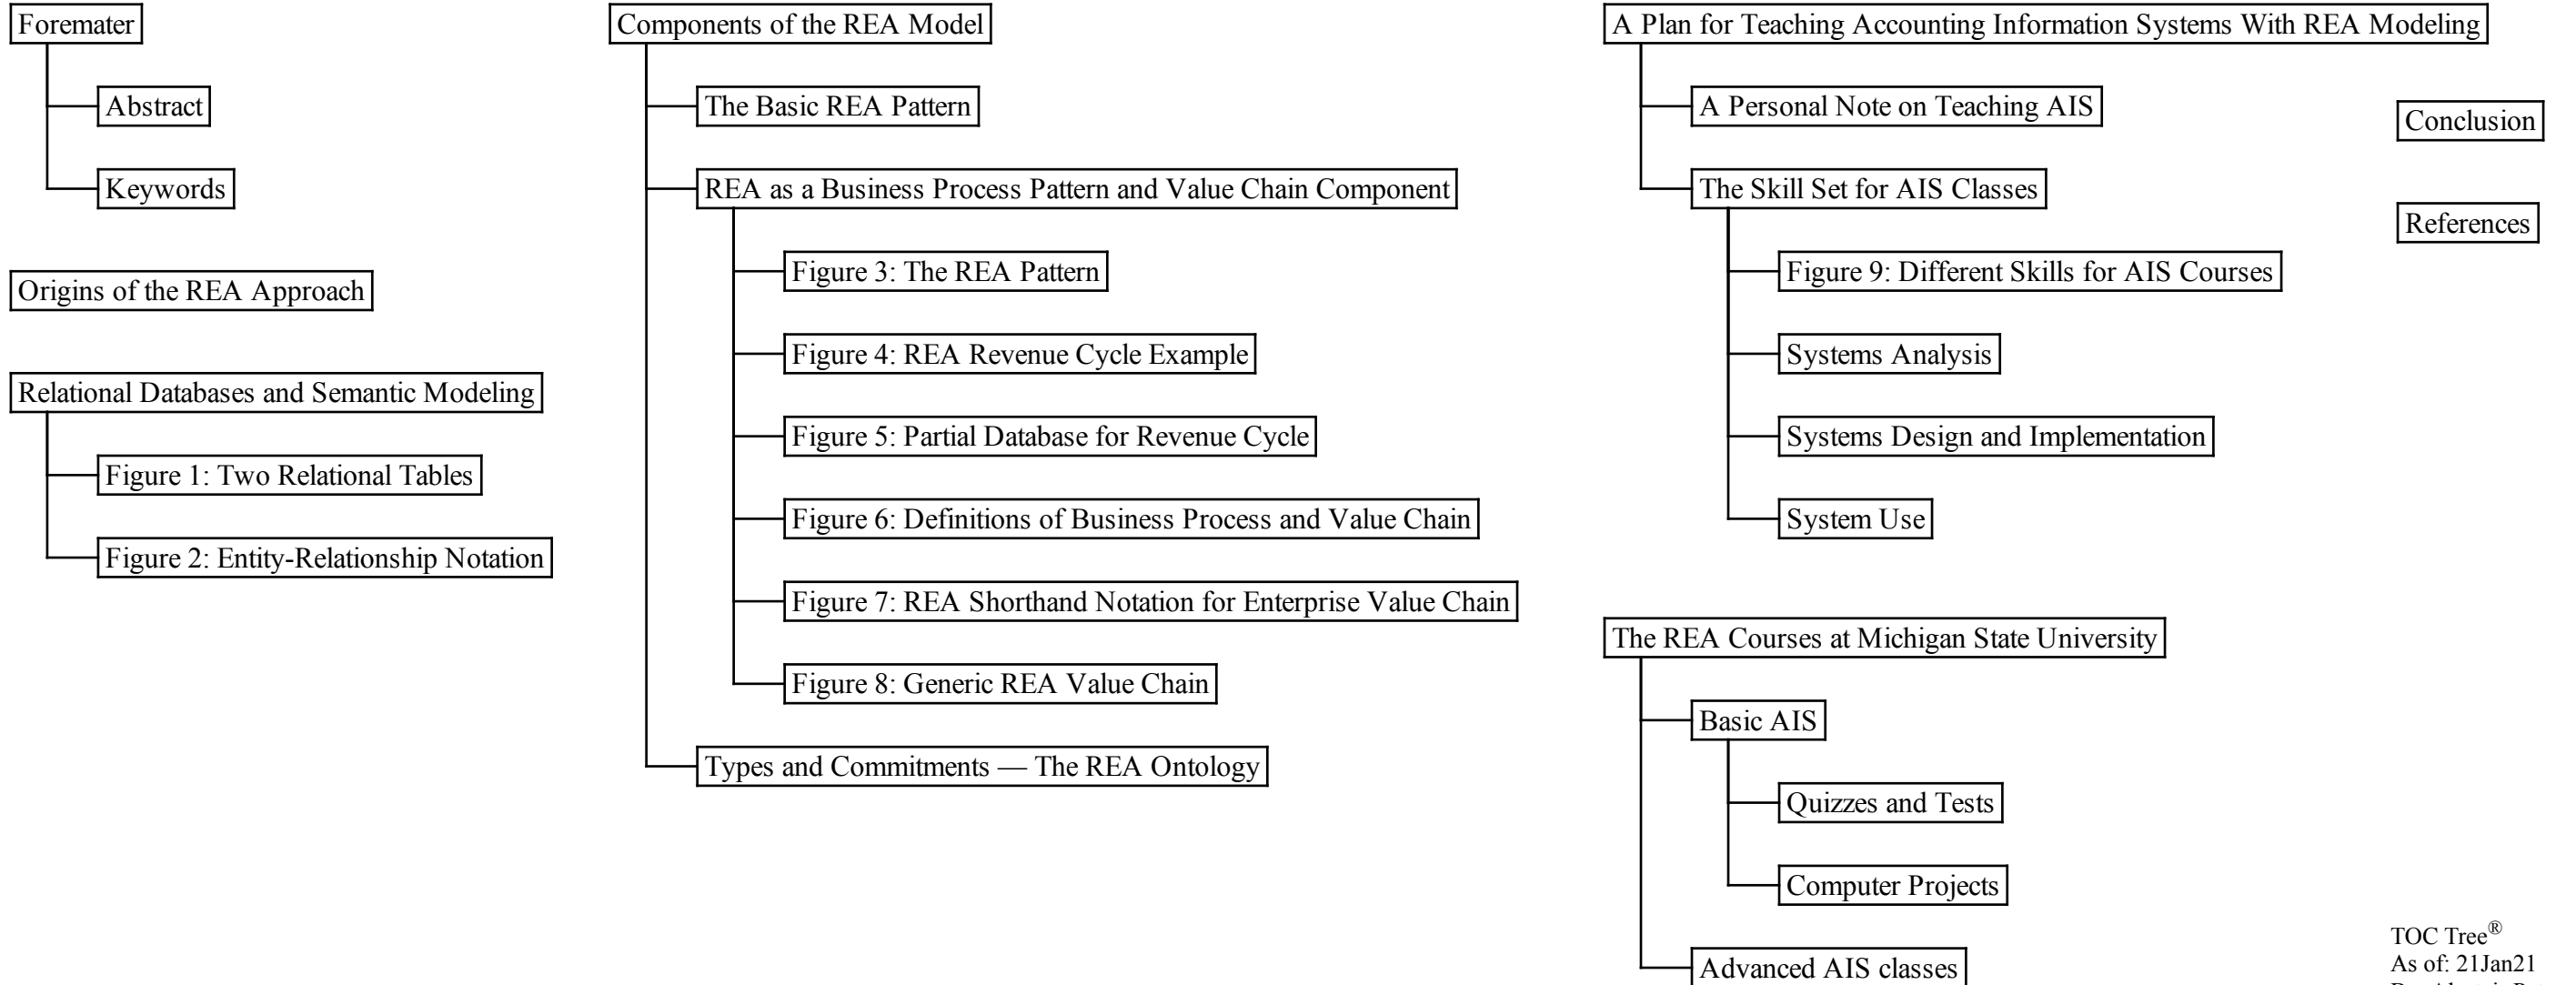 Foremater
Abstract
Keywords
Origins of the REA Approach
Relational Databases and Semantic Modeling
Figure 1: Two Relational Tables
Figure 2: Entity-Relationship Notation
Components of the REA Model
The Basic REA Pattern
REA as a Business Process Pattern and Value Chain Component
Figure 3: The REA Pattern
Figure 4: REA Revenue Cycle Example
Figure 5: Partial Database for Revenue Cycle
Figure 6: Definitions of Business Process and Value Chain
Figure 7: REA Shorthand Notation for Enterprise Value Chain
Figure 8: Generic REA Value Chain
Types and Commitments — The REA Ontology
A Plan for Teaching Accounting Information Systems With REA Modeling
A Personal Note on Teaching AIS
The Skill Set for AIS Classes
Figure 9: Different Skills for AIS Courses
Systems Analysis
Systems Design and Implementation
System Use
The REA Courses at Michigan State University
Basic AIS
Quizzes and Tests
Computer Projects
Advanced AIS classes
Conclusion
References
TOC Tree®
As of: 21Jan21